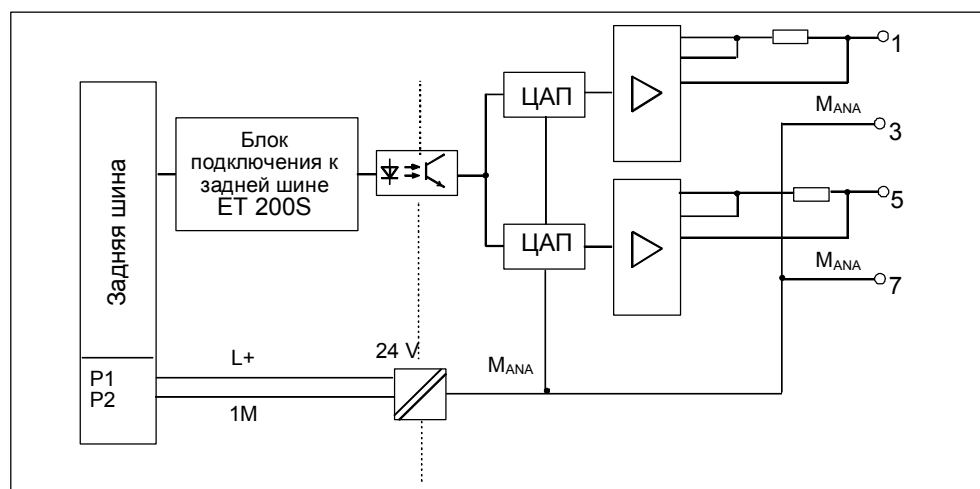 Задняя шина
P1
P2
Блок
подключения к
задней шине
ET 200S
L+
1M
24 V
ЦАП
ЦАП
MANA
1
MANA
3
5
MANA
7